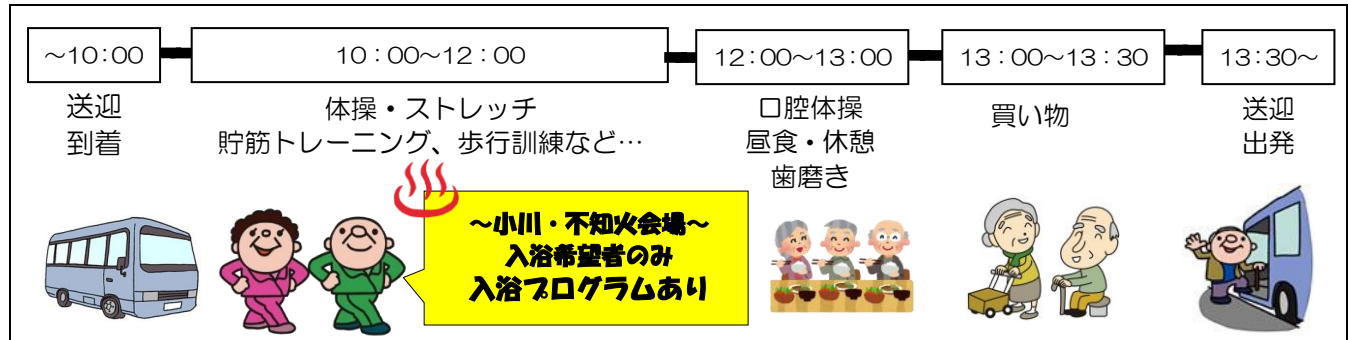 ～10:00
10：00～12：00
12:00～13:00
13：00～13：30
13:30～
送迎
到着
体操・ストレッチ
貯筋トレーニング、歩行訓練など…
口腔体操
昼食・休憩
歯磨き
買い物
送迎
出発
～小川・不知火会場～
入浴希望者のみ
入浴プログラムあり